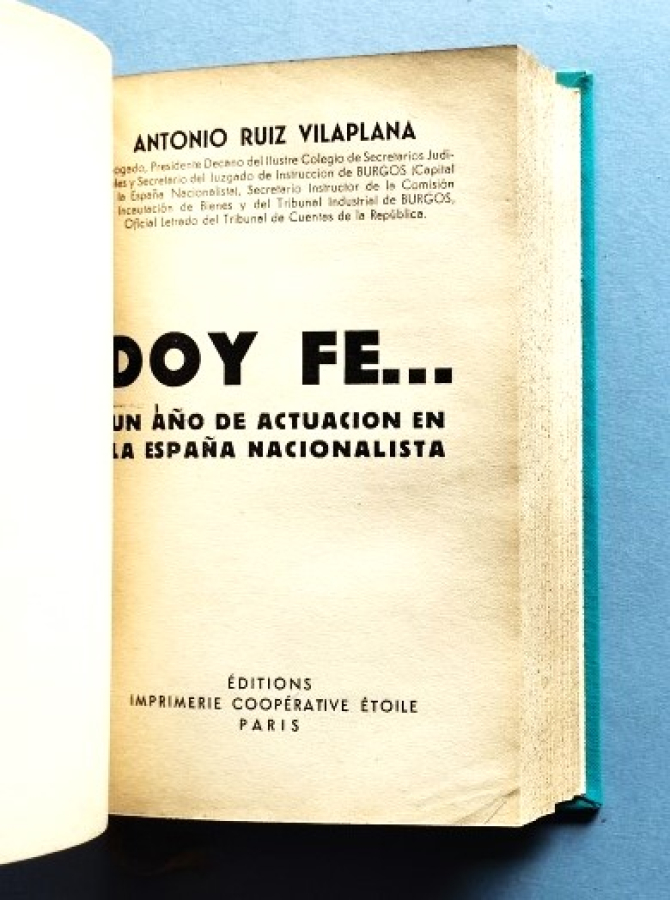 ANTONIO RUIZ VILAPLANA
ogado, Presidente Decano del Ilustre Colegio de Secretarios Judi-
les y Secretario del Juzgado de Instrucción de BURGOS (Capital
la España Nacionalista), Secretario Instructor de la Comisión
Incautación de Bienes y del Tribunal Industrial de BURGOS,
Oficial Letrado del Tribunal de Cuentas de la República.
DOY FE...
UN AÑO DE ACTUACION EN
LA ESPAÑA NACIONALISTA
ÉDITIONS
IMPRIMERIE COOPÉRATIVE ÉTOILE
PARIS